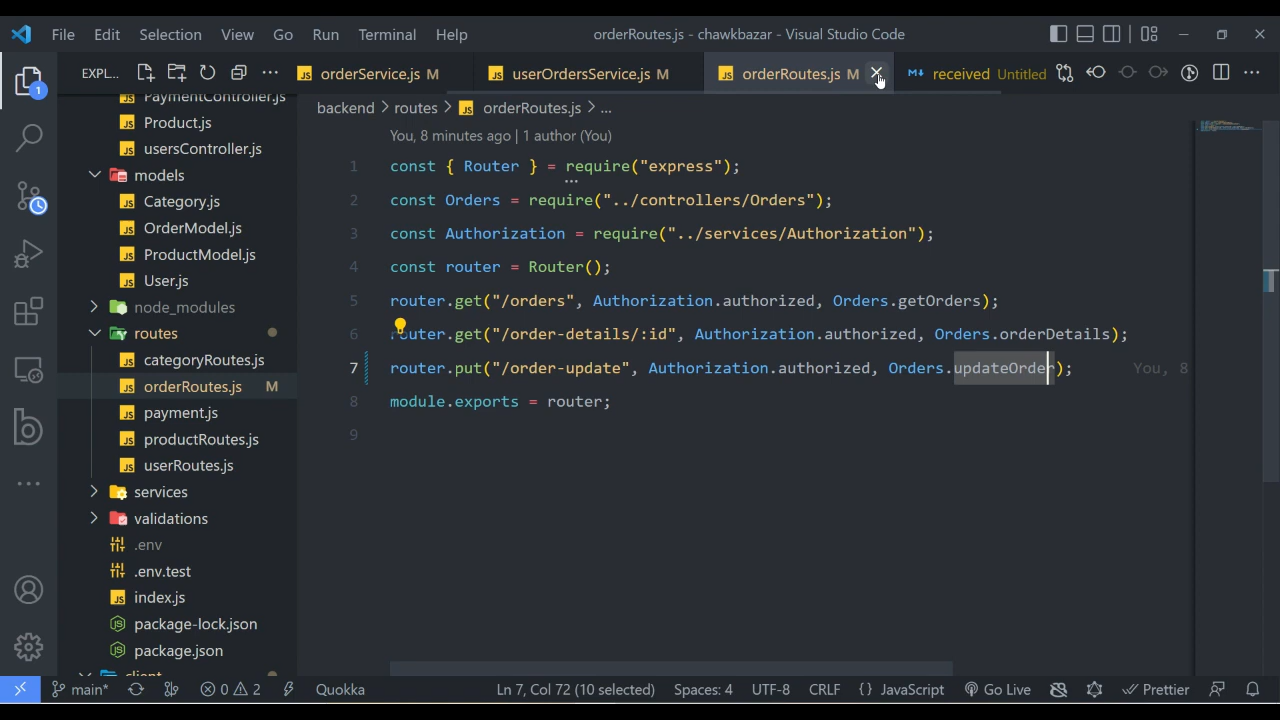 File Edit Selection View Go Run Terminal Help orderRoutes.js - chawkbazar - Visual Studio Code
EXPL... orderService.js M userOrdersService.js M orderRoutes.js M received Untitled
backend > routes > orderRoutes.js > ...
You, 8 minutes ago | 1 author (You)
1 const { Router } = require("express");
2 const Orders = require("../controllers/Orders");
3 const Authorization = require("../services/Authorization");
4 const router = Router();
5 router.get("/orders", Authorization.authorized, Orders.getOrders);
6 router.get("/order-details/:id", Authorization.authorized, Orders.orderDetails);
7 router.put("/order-update", Authorization.authorized, Orders.updateOrder); You, 8
8 module.exports = router;
9
PaymentController.js
Product.js
usersController.js
models
Category.js
OrderModel.js
ProductModel.js
User.js
node_modules
routes
categoryRoutes.js
orderRoutes.js M
payment.js
productRoutes.js
userRoutes.js
services
validations
.env
.env.test
index.js
package-lock.json
package.json
client
1
main* 0 2 Quokka Ln 7, Col 72 (10 selected) Spaces: 4 UTF-8 CRLF {} JavaScript Go Live Prettier